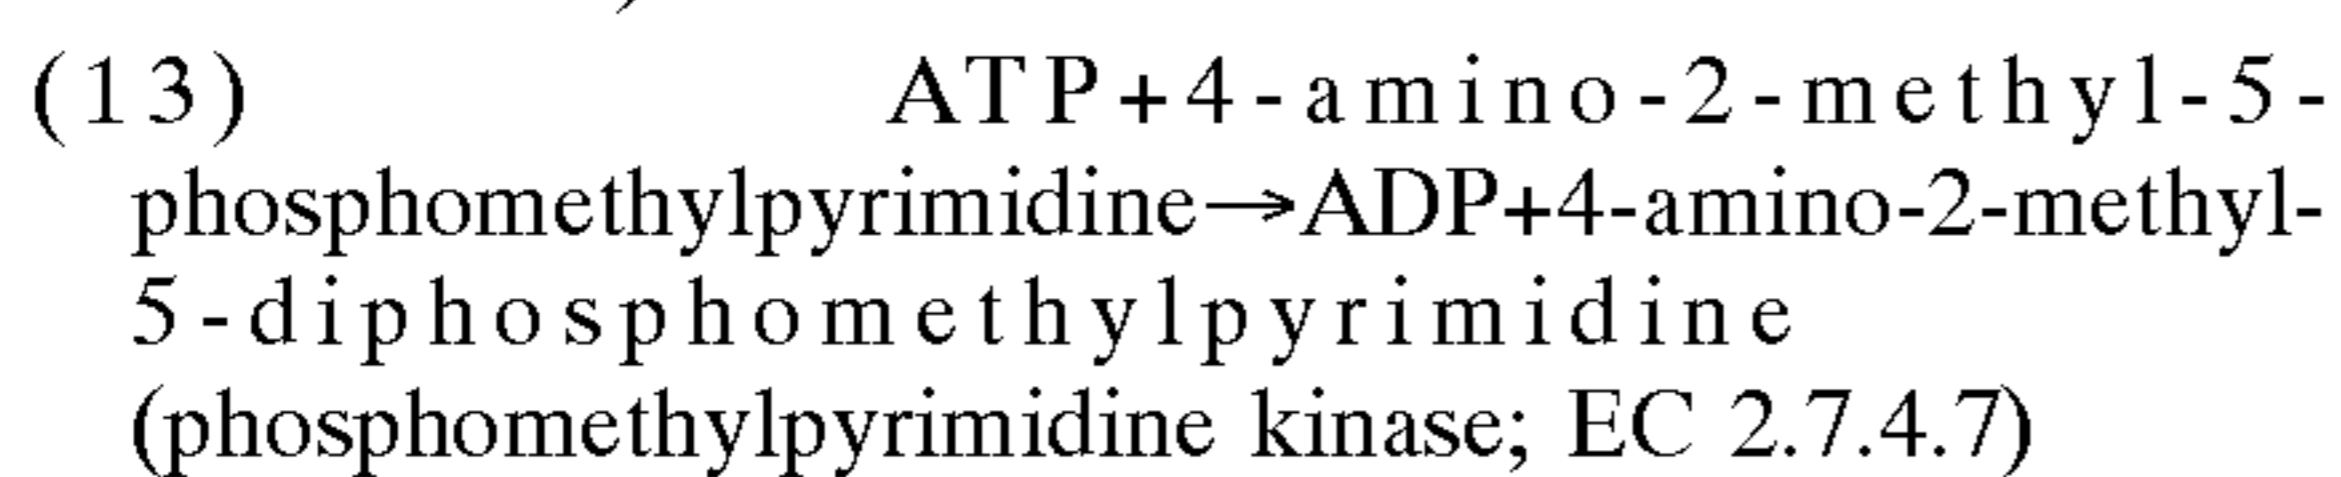 (13) ATP+4-amino-2-methyl-5-
phosphomethylpyrimidine→ADP+4-amino-2-methyl-
5-diphosphomethylpyrimidine
(phosphomethylpyrimidine kinase; EC 2.7.4.7)